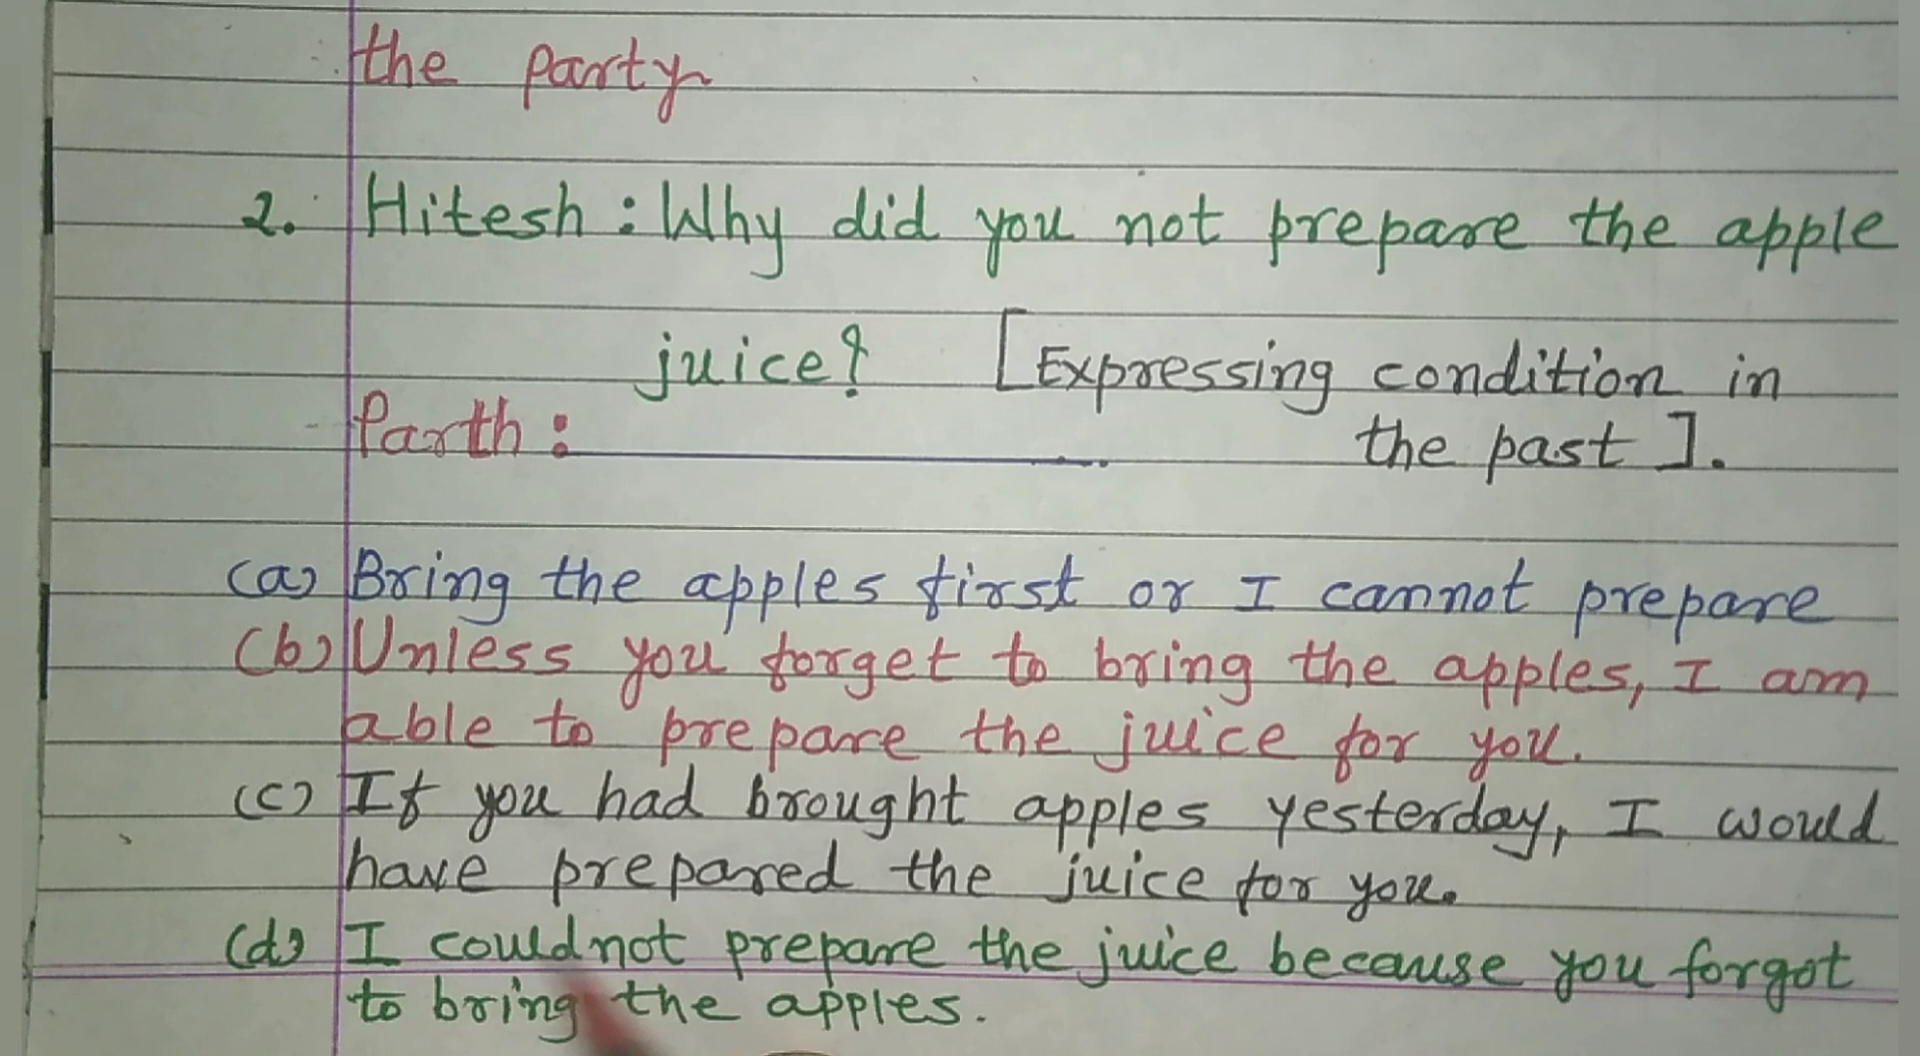 the party
2. Hitesh : Why did you not prepare the apple
juice? [Expressing condition in
Parth : the past ].
(a) Bring the apples first or I cannot prepare
(b) Unless you forget to bring the apples, I am
able to prepare the juice for you.
(c) If you had brought apples yesterday, I would
have prepared the juice for you.
(d) I could not prepare the juice because you forgot
to bring the apples.